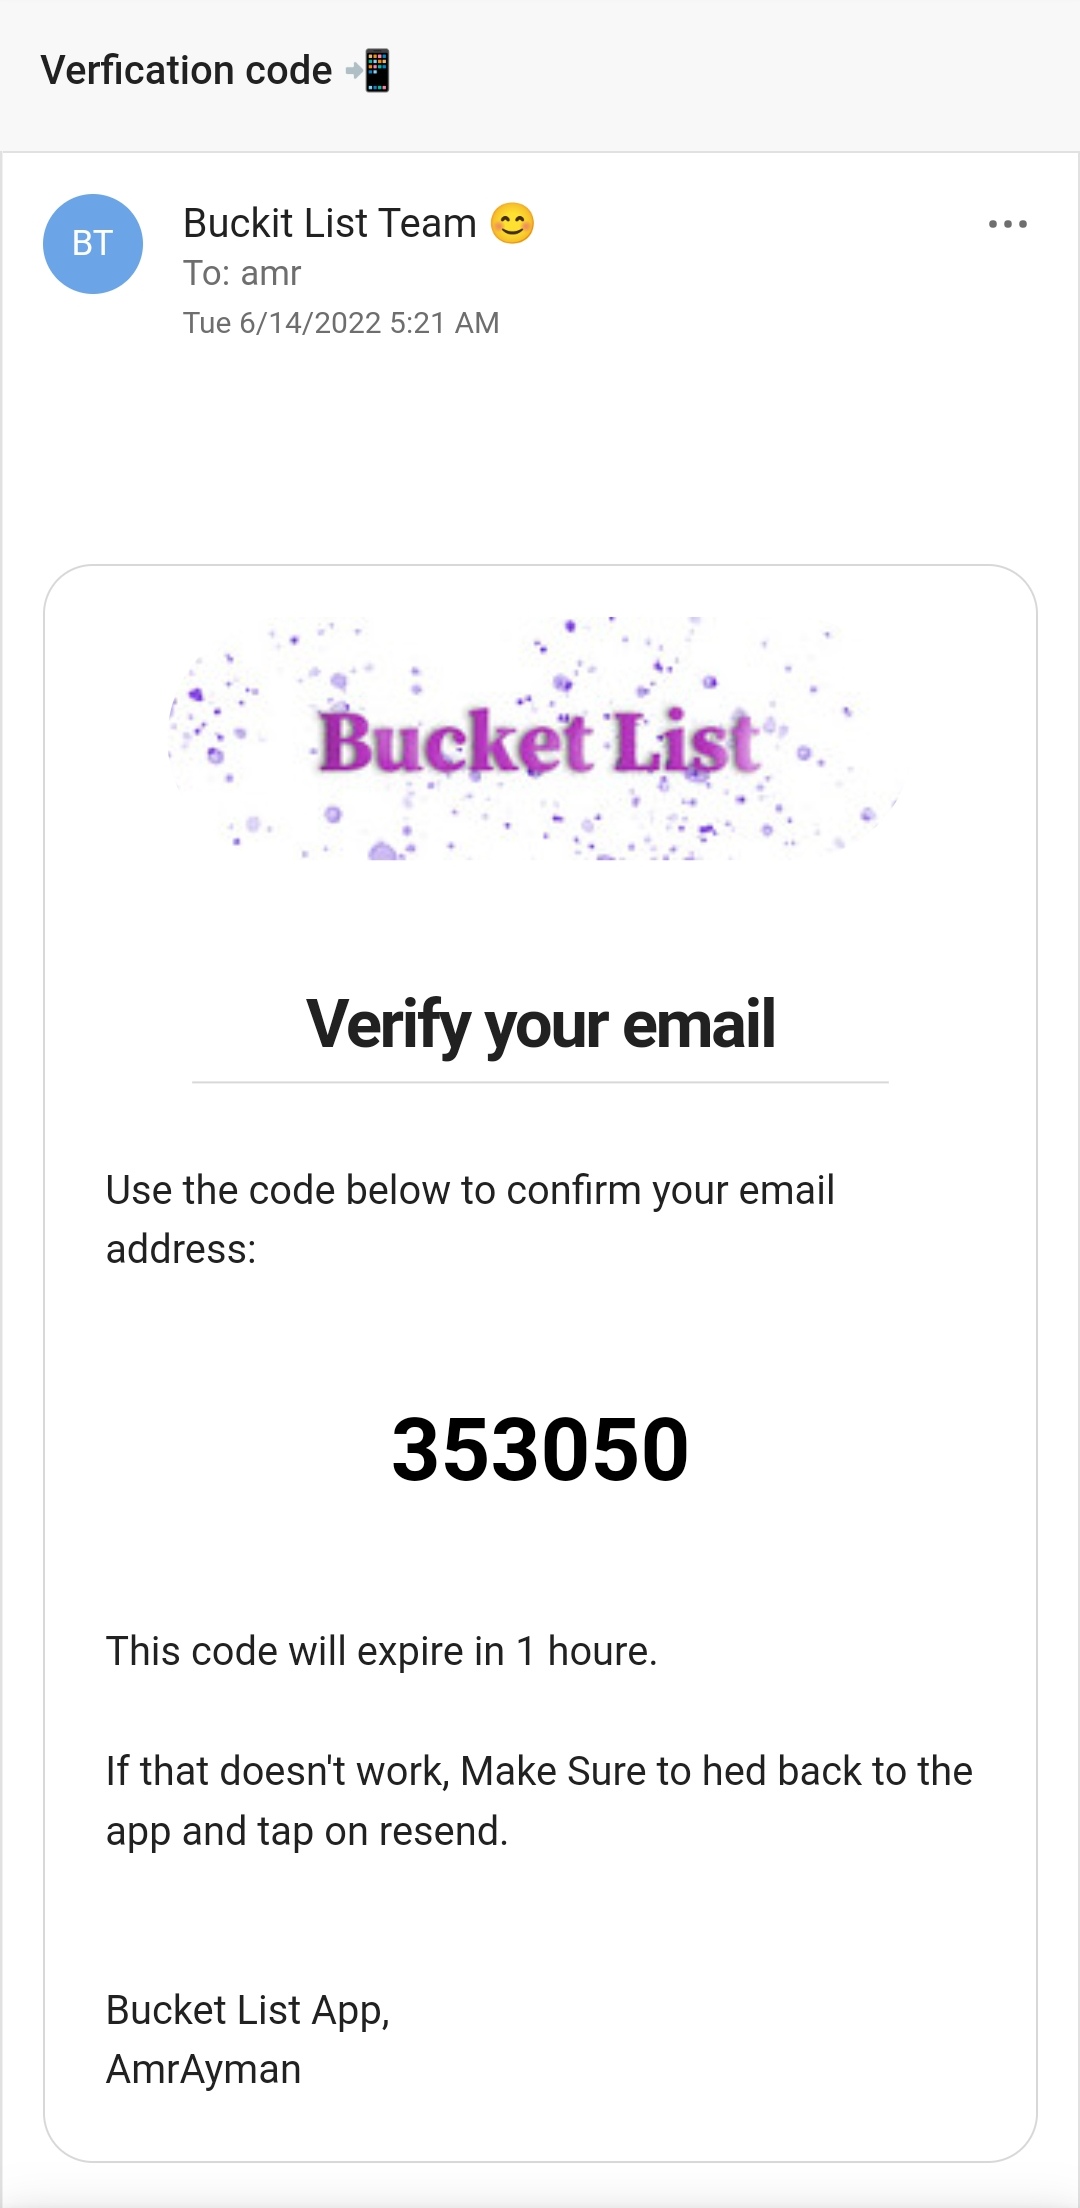 Verfication code 📲
BT
Buckit List Team 😊
To: amr
Tue 6/14/2022 5:21 AM
Bucket List
Verify your email
Use the code below to confirm your email
address:
353050
This code will expire in 1 houre.
If that doesn't work, Make Sure to hed back to the
app and tap on resend.
Bucket List App,
AmrAyman